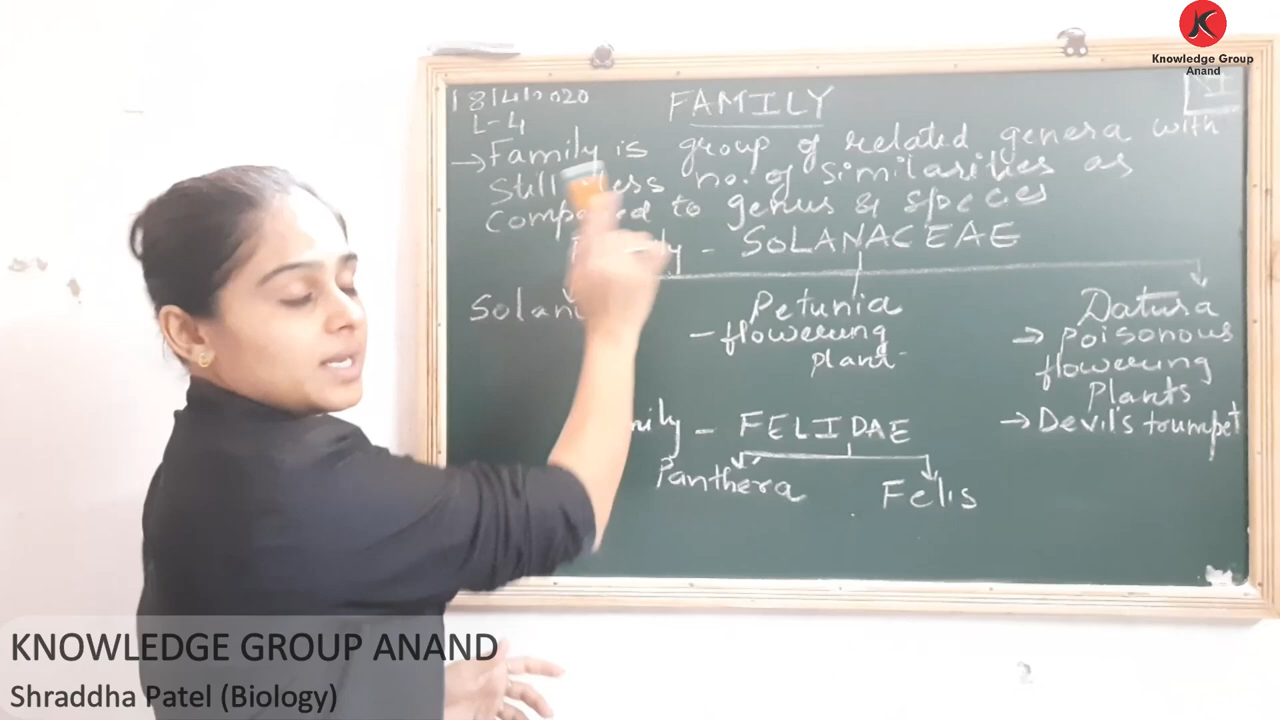 Knowledge Group
Anand
18/4/2020
FAMILY
XI
L-4
→ Family is group of related genera with
still less no. of similarities as
compared to genus & species
- SOLANACEAE
Petunia
Datura
- flowering
plant
→ Poisonous
flowering
Plants
→ Devil's trumpet
- FELIDAE
Panthera
Felis
KNOWLEDGE GROUP ANAND
Shraddha Patel (Biology)